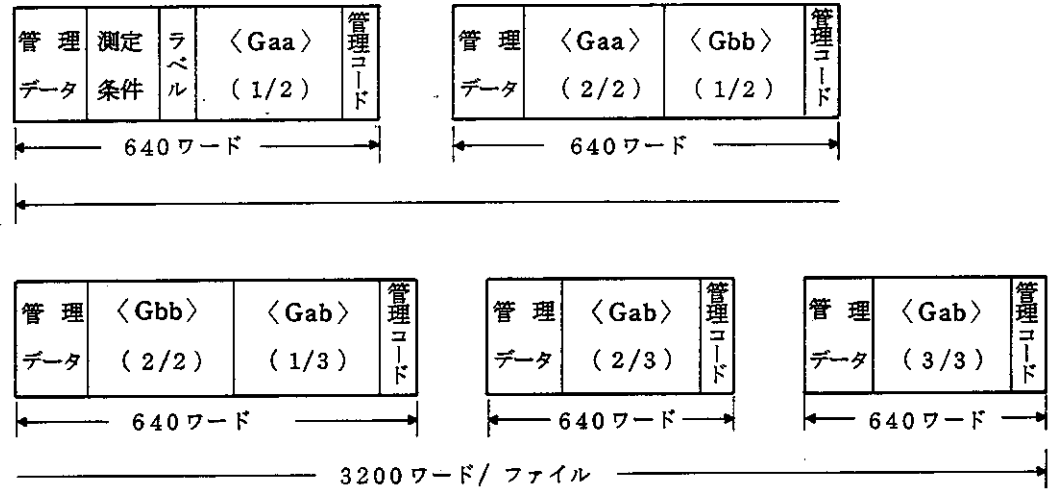 管理データ
測定条件
ラベル
〈Gaa〉
(1/2)
管理コード
640ワード
管理データ
〈Gaa〉
(2/2)
〈Gbb〉
(1/2)
管理コード
640ワード
管理データ
〈Gbb〉
(2/2)
〈Gab〉
(1/3)
管理コード
640ワード
管理データ
〈Gab〉
(2/3)
管理コード
640ワード
管理データ
〈Gab〉
(3/3)
管理コード
640ワード
3200ワード/ファイル